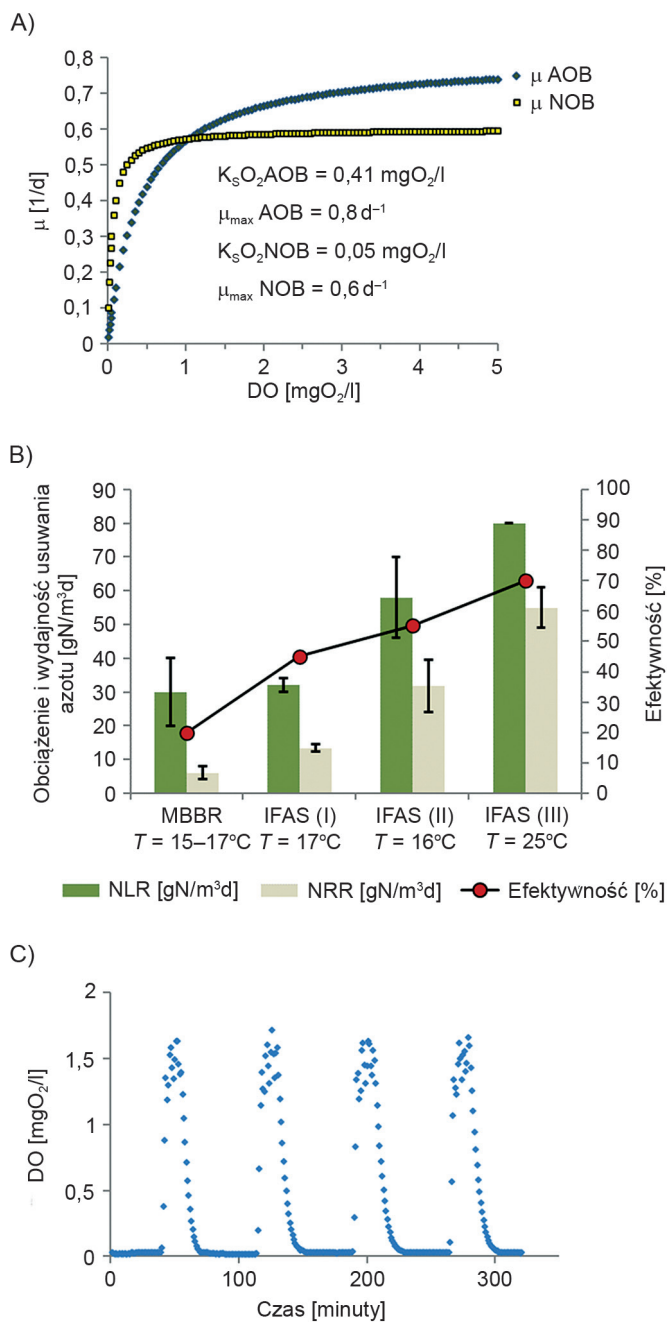 A)
μ [1/d]
0,8
0,7
0,6
0,5
0,4
0,3
0,2
0,1
0
0 1 2 3 4 5
DO [mgO₂/l]
μ AOB
μ NOB
KₛO₂AOB = 0,41 mgO₂/l
μₘₐₓ AOB = 0,8 d⁻¹
KₛO₂NOB = 0,05 mgO₂/l
μₘₐₓ NOB = 0,6 d⁻¹
B)
Obciążenie i wydajność usuwania
azotu [gN/m³d]
90
80
70
60
50
40
30
20
10
0
100
90
80
70
60
50
40
30
20
10
0
Efektywność [%]
MBBR IFAS (I) IFAS (II) IFAS (III)
T = 15–17ºC T = 17ºC T = 16ºC T = 25ºC
NLR [gN/m³d] NRR [gN/m³d] Efektywność [%]
C)
DO [mgO₂/l]
2
1,5
1
0,5
0
0 100 200 300
Czas [minuty]